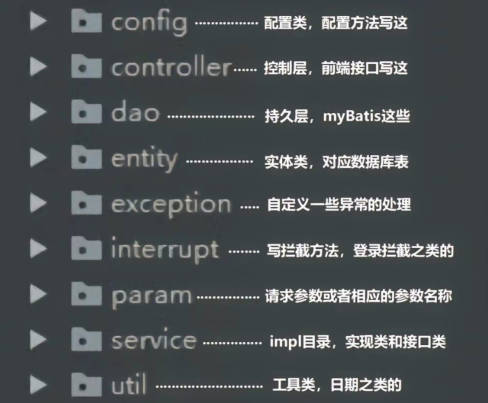 config ................ 配置类，配置方法写这
controller...... 控制层，前端接口写这
dao ..................... 持久层，myBatis这些
entity ................ 实体类，对应数据库表
exception ..... 自定义一些异常的处理
interrupt ....... 写拦截方法，登录拦截之类的
param............... 请求参数或者相应的参数名称
service .............. impl目录，实现类和接口类
util ......................... 工具类，日期之类的